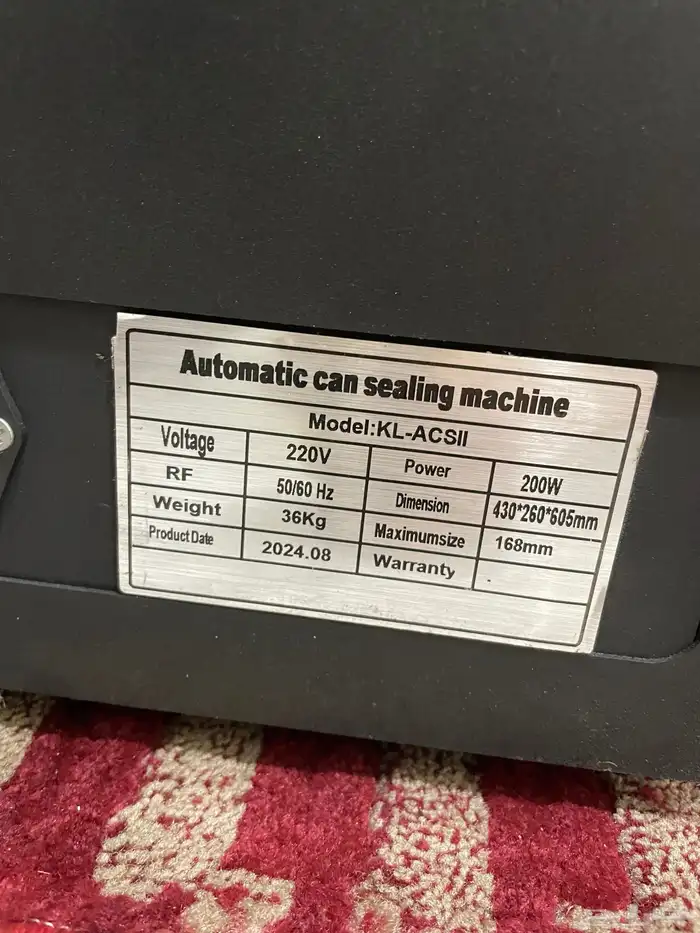 Automatic can sealing machine
Model:KL-ACSII
Voltage 220V Power 200W
RF 50/60 Hz Dimension 430*260*605mm
Weight 36Kg Maximumsize 168mm
Product Date 2024.08 Warranty